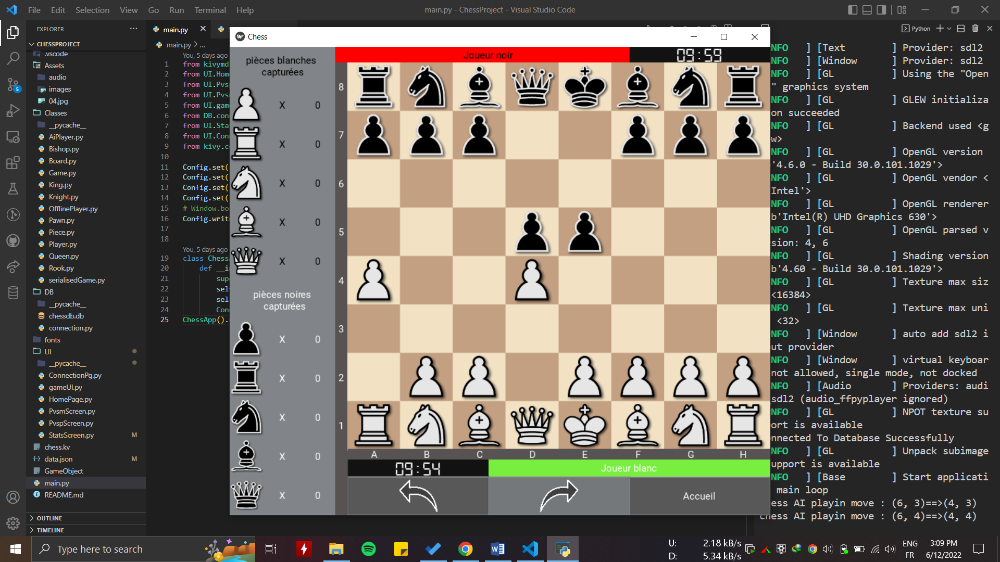 File Edit Selection View Go Run Terminal Help
main.py - ChessProject - Visual Studio Code
EXPLORER
CHESSPROJECT
.vscode
Assets
audio
images
04.jpg
Classes
__pycache__
AiPlayer.py
Bishop.py
Board.py
Game.py
King.py
Knight.py
OfflinePlayer.py
Pawn.py
Piece.py
Player.py
Queen.py
Rook.py
serialisedGame.py
DB
__pycache__
chessdb.db
connection.py
fonts
UI
__pycache__
ConnectionPg.py
gameUI.py
HomePage.py
PvsmScreen.py
PvspScreen.py
StatsScreen.py M
chess.kv
data.json M
GameObject
main.py
README.md
OUTLINE
TIMELINE
5
main.py
main.py > ...
You, 5 days ago
1 from kivymd
2 from UI.Hom
3 from UI.Pvs
4 from UI.Pvs
5 from UI.gam
6 from DB.con
7 from UI.Sta
8 from UI.Con
9 from kivy.c
10
11 Config.set(
12 Config.set(
13 Config.set(
14 Config.set(
15 # Window.bo
16 Config.writ
17
18
You, 5 days ago
19 class Chess
20 def __i
21 sup
22 sel
23 sel
24 Con
25 ChessApp().
Chess
pièces blanches
capturées
X 0
X 0
X 0
X 0
X 0
pièces noires
capturées
X 0
X 0
X 0
X 0
X 0
Joueur noir
09:59
8
7
6
5
4
3
2
1
A B C D E F G H
09:54
Joueur blanc
Accueil
Python
NFO ] [Text ] Provider: sdl2
NFO ] [Window ] Provider: sdl2
NFO ] [GL ] Using the "Open
" graphics system
NFO ] [GL ] GLEW initializa
on succeeded
NFO ] [GL ] Backend used <g
w>
NFO ] [GL ] OpenGL version
'4.6.0 - Build 30.0.101.1029'>
NFO ] [GL ] OpenGL vendor <
Intel'>
NFO ] [GL ] OpenGL renderer
b'Intel(R) UHD Graphics 630'>
NFO ] [GL ] OpenGL parsed v
sion: 4, 6
NFO ] [GL ] Shading version
b'4.60 - Build 30.0.101.1029'>
NFO ] [GL ] Texture max siz
<16384>
NFO ] [GL ] Texture max uni
<32>
NFO ] [Window ] auto add sdl2 i
ut provider
NFO ] [Window ] virtual keyboar
not allowed, single mode, not docked
NFO ] [Audio ] Providers: audi
_sdl2 (audio_ffpyplayer ignored)
NFO ] [GL ] NPOT texture su
ort is available
nnected To Database Successfully
NFO ] [GL ] Unpack subimage
upport is available
NFO ] [Base ] Start applicati
main loop
ess AI playin move : (6, 3)==>(4, 3)
chess AI playin move : (6, 4)==>(4, 4)
Type here to search
U: 2.18 kB/s
D: 5.34 kB/s
ENG
FR
3:09 PM
6/12/2022